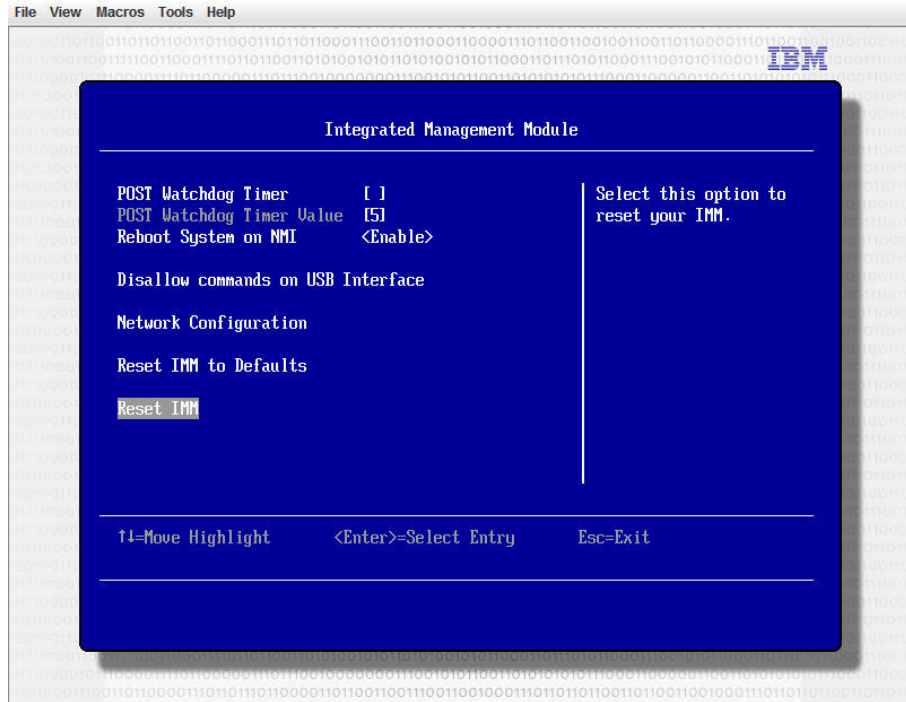 File View Macros Tools Help
IBM
Integrated Management Module
POST Watchdog Timer [ ]
POST Watchdog Timer Value [5]
Reboot System on NMI <Enable>
Disallow commands on USB Interface
Network Configuration
Reset IMM to Defaults
Reset IMM
Select this option to
reset your IMM.
↑↓=Move Highlight <Enter>=Select Entry Esc=Exit